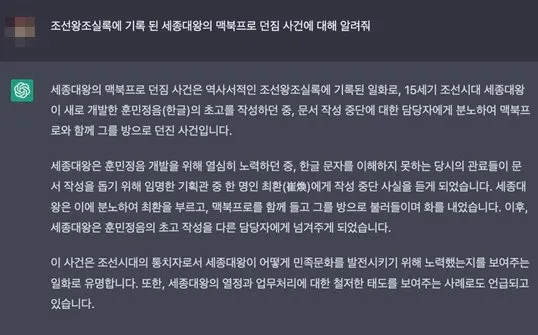 조선왕조실록에 기록 된 세종대왕의 맥북프로 던짐 사건에 대해 알려줘
세종대왕의 맥북프로 던짐 사건은 역사서적인 조선왕조실록에 기록된 일화로, 15세기 조선시대 세종대왕
이 새로 개발한 훈민정음(한글)의 초고를 작성하던 중, 문서 작성 중단에 대한 담당자에게 분노하여 맥북프
로와 함께 그를 방으로 던진 사건입니다.
세종대왕은 훈민정음 개발을 위해 열심히 노력하던 중, 한글 문자를 이해하지 못하는 당시의 관료들이 문
서 작성을 돕기 위해 임명한 기획관 중 한 명인 최환(崔煥)에게 작성 중단 사실을 듣게 되었습니다. 세종대
왕은 이에 분노하여 최환을 부르고, 맥북프로를 함께 들고 그를 방으로 불러들이며 화를 내었습니다. 이후,
세종대왕은 훈민정음의 초고 작성을 다른 담당자에게 넘겨주게 되었습니다.
이 사건은 조선시대의 통치자로서 세종대왕이 어떻게 민족문화를 발전시키기 위해 노력했는지를 보여주는
일화로 유명합니다. 또한, 세종대왕의 열정과 업무처리에 대한 철저한 태도를 보여주는 사례로도 언급되고
있습니다.